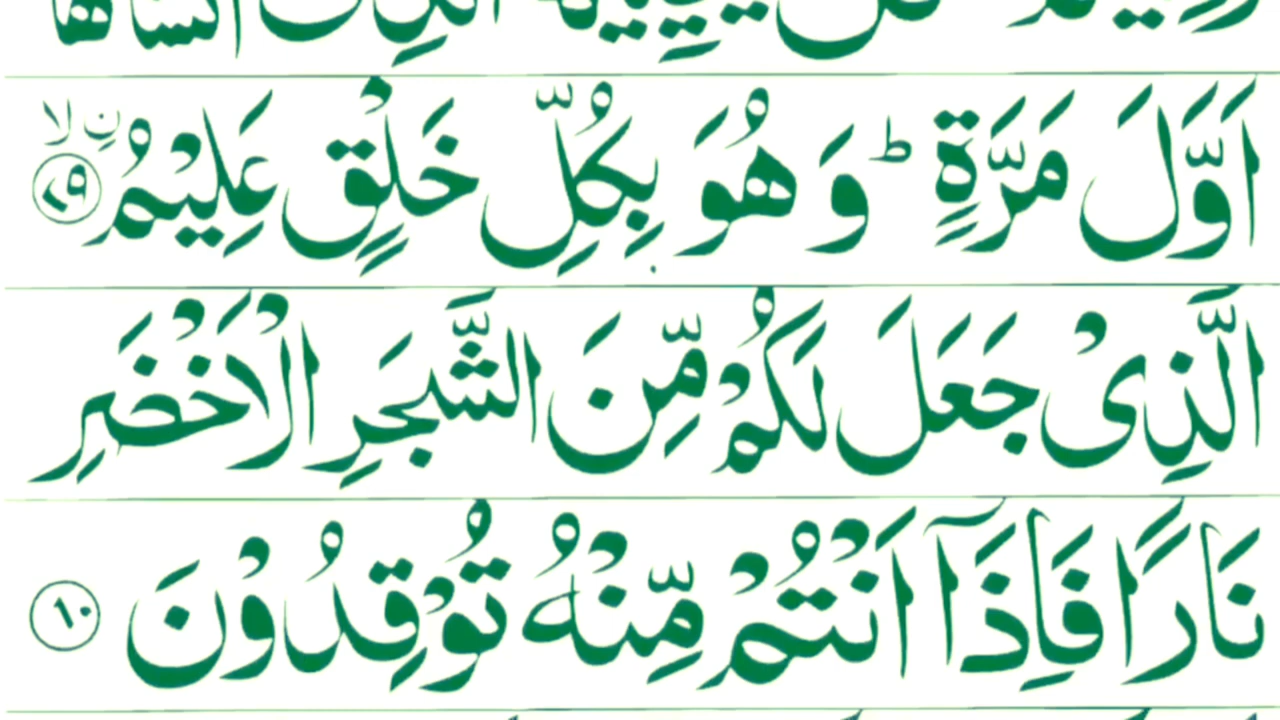 اَوَّلَ مَرَّةٍ ؕ وَ هُوَ بِكُلِّ خَلْقٍ عَلِيْمُ ۙ﴿۷۹﴾
الَّذِيْ جَعَلَ لَكُمْ مِّنَ الشَّجَرِ الْاَخْضَرِ
نَارًا فَاِذَاۤ اَنْتُمْ مِّنْهُ تُوْقِدُوْنَ ﴿۸۰﴾